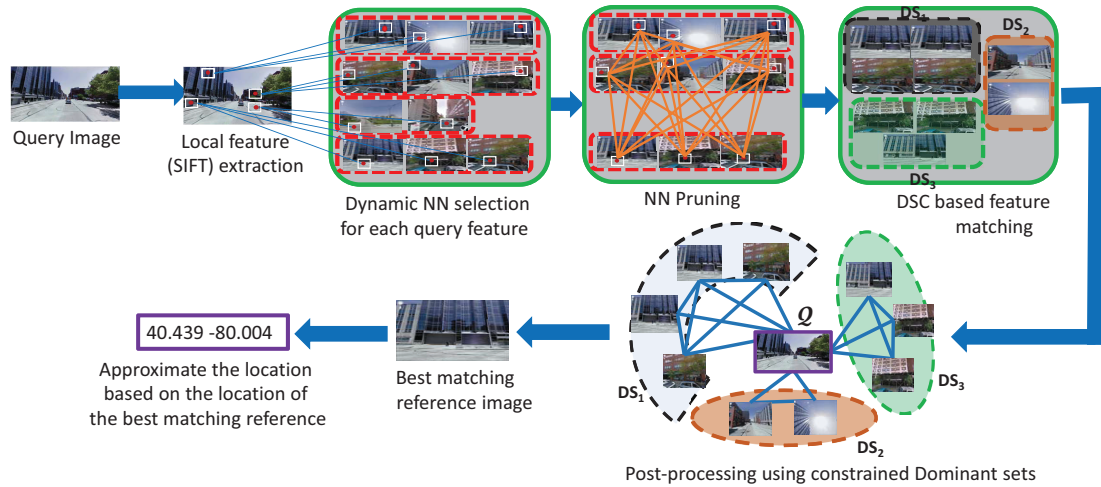 Query Image
Local feature
(SIFT) extraction
Dynamic NN selection
for each query feature
NN Pruning
DS1
DS2
DS3
DSC based feature
matching
Q
DS1
DS2
DS3
Post-processing using constrained Dominant sets
Best matching
reference image
40.439 -80.004
Approximate the location
based on the location of
the best matching reference